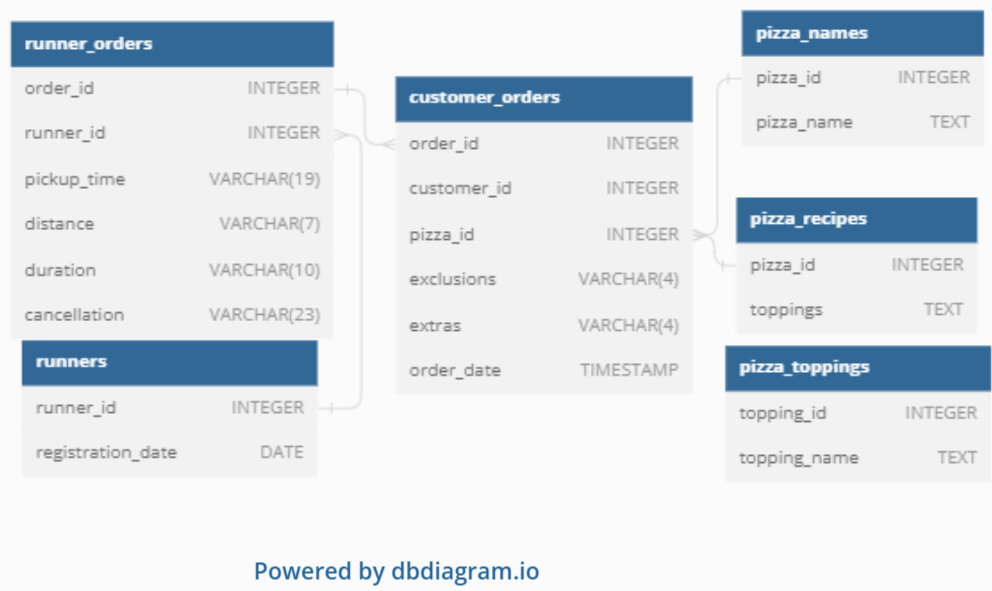 runner_orders
order_id INTEGER
runner_id INTEGER
pickup_time VARCHAR(19)
distance VARCHAR(7)
duration VARCHAR(10)
cancellation VARCHAR(23)
runners
runner_id INTEGER
registration_date DATE
customer_orders
order_id INTEGER
customer_id INTEGER
pizza_id INTEGER
exclusions VARCHAR(4)
extras VARCHAR(4)
order_date TIMESTAMP
pizza_names
pizza_id INTEGER
pizza_name TEXT
pizza_recipes
pizza_id INTEGER
toppings TEXT
pizza_toppings
topping_id INTEGER
topping_name TEXT
Powered by dbdiagram.io